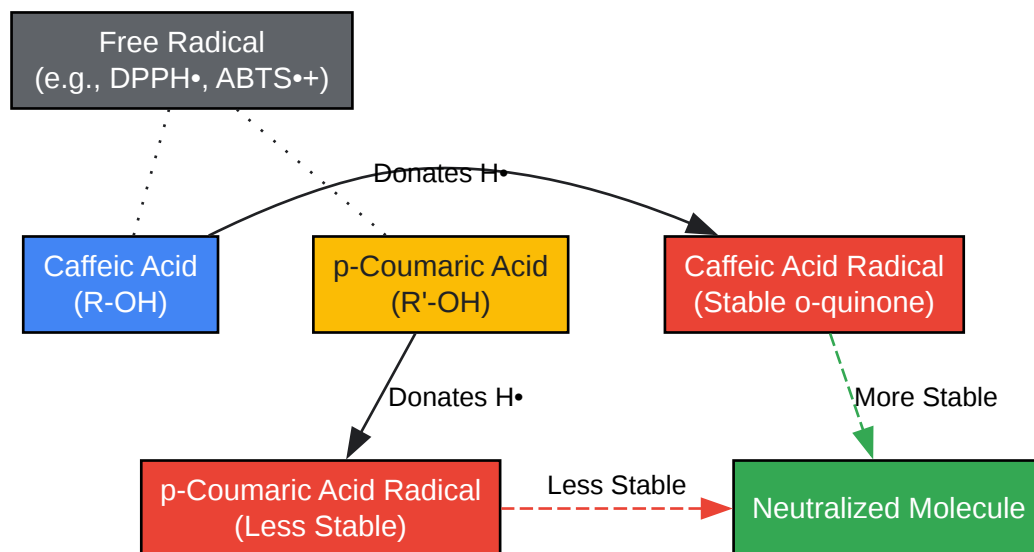 Free Radical
(e.g., DPPH•, ABTS•+)
Donates H•
Caffeic Acid
(R-OH)
p-Coumaric Acid
(R'-OH)
Caffeic Acid Radical
(Stable o-quinone)
Donates H•
More Stable
p-Coumaric Acid Radical
(Less Stable)
Less Stable
Neutralized Molecule